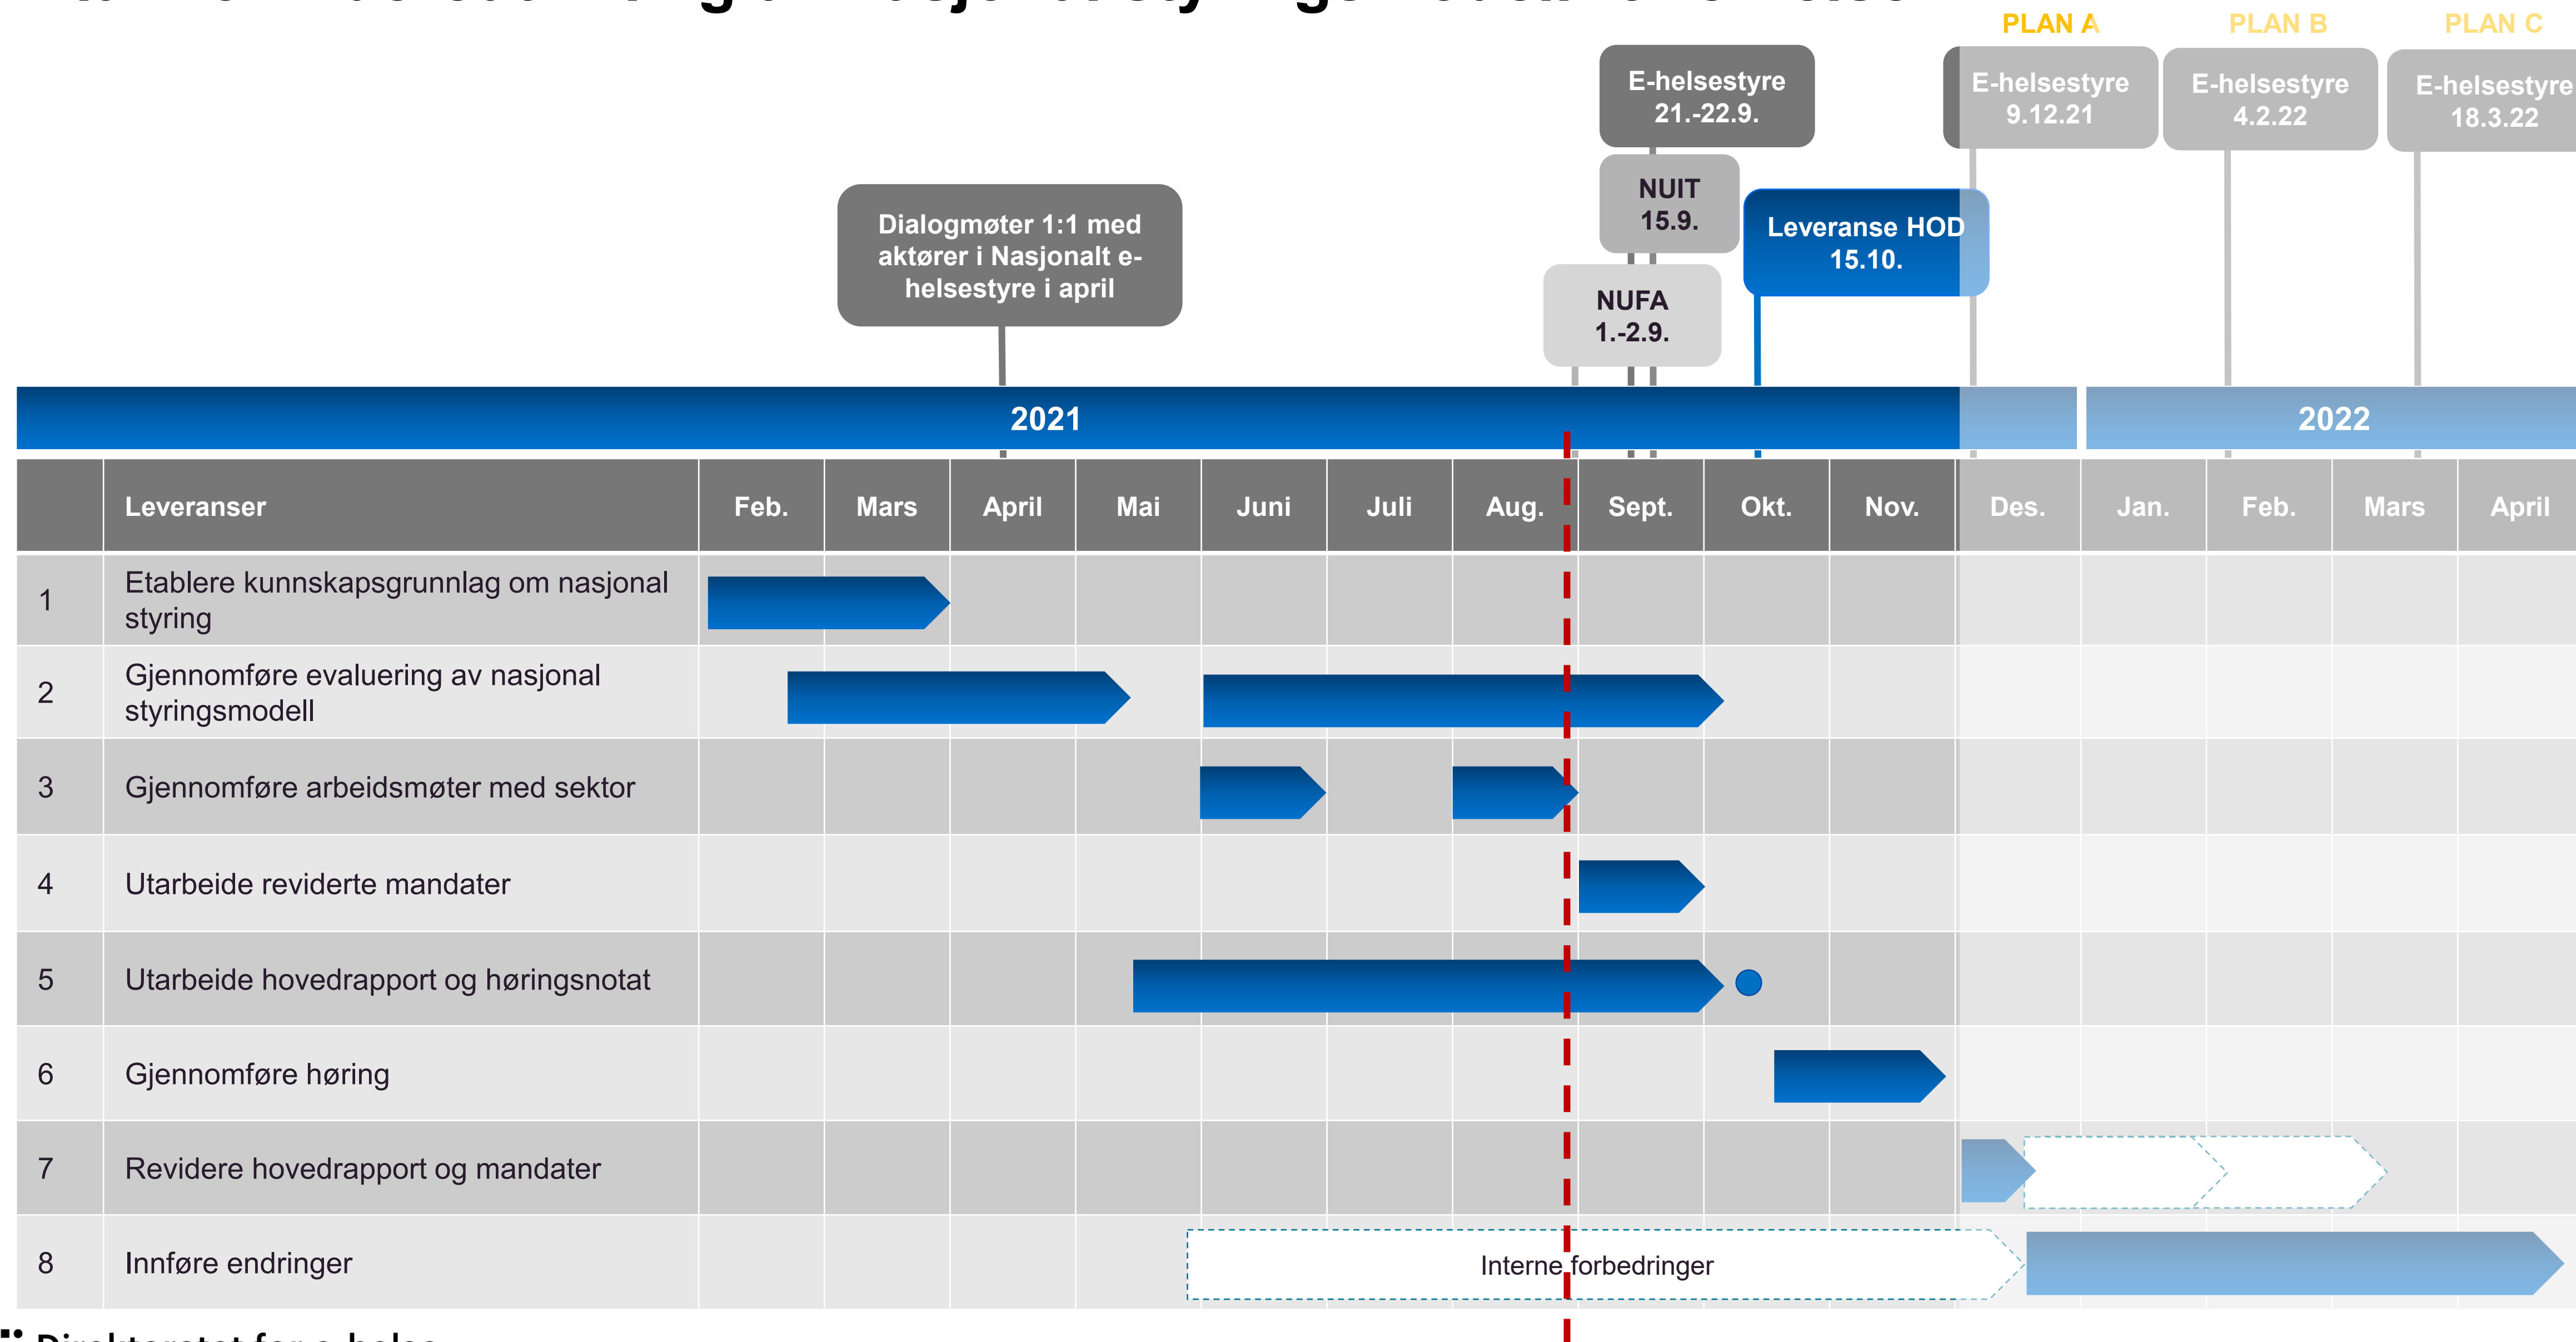 PLAN A
PLAN B
PLAN C
E-helsestyre
21.-22.9.
E-helsestyre
9.12.21
E-helsestyre
4.2.22
E-helsestyre
18.3.22
NUIT
15.9.
Dialogmøter 1:1 med
aktører i Nasjonalt e-
helsestyre i april
Leveranse HOD
15.10.
NUFA
1.-2.9.
2021
2022
Leveranser
Feb.
Mars
April
Mai
Juni
Juli
Aug.
Sept.
Okt.
Nov.
Des.
Jan.
Feb.
Mars
April
1
Etablere kunnskapsgrunnlag om nasjonal
styring
2
Gjennomføre evaluering av nasjonal
styringsmodell
3
Gjennomføre arbeidsmøter med sektor
4
Utarbeide reviderte mandater
5
Utarbeide hovedrapport og høringsnotat
6
Gjennomføre høring
7
Revidere hovedrapport og mandater
8
Innføre endringer
Interne forbedringer
Direktoratet for e-helse